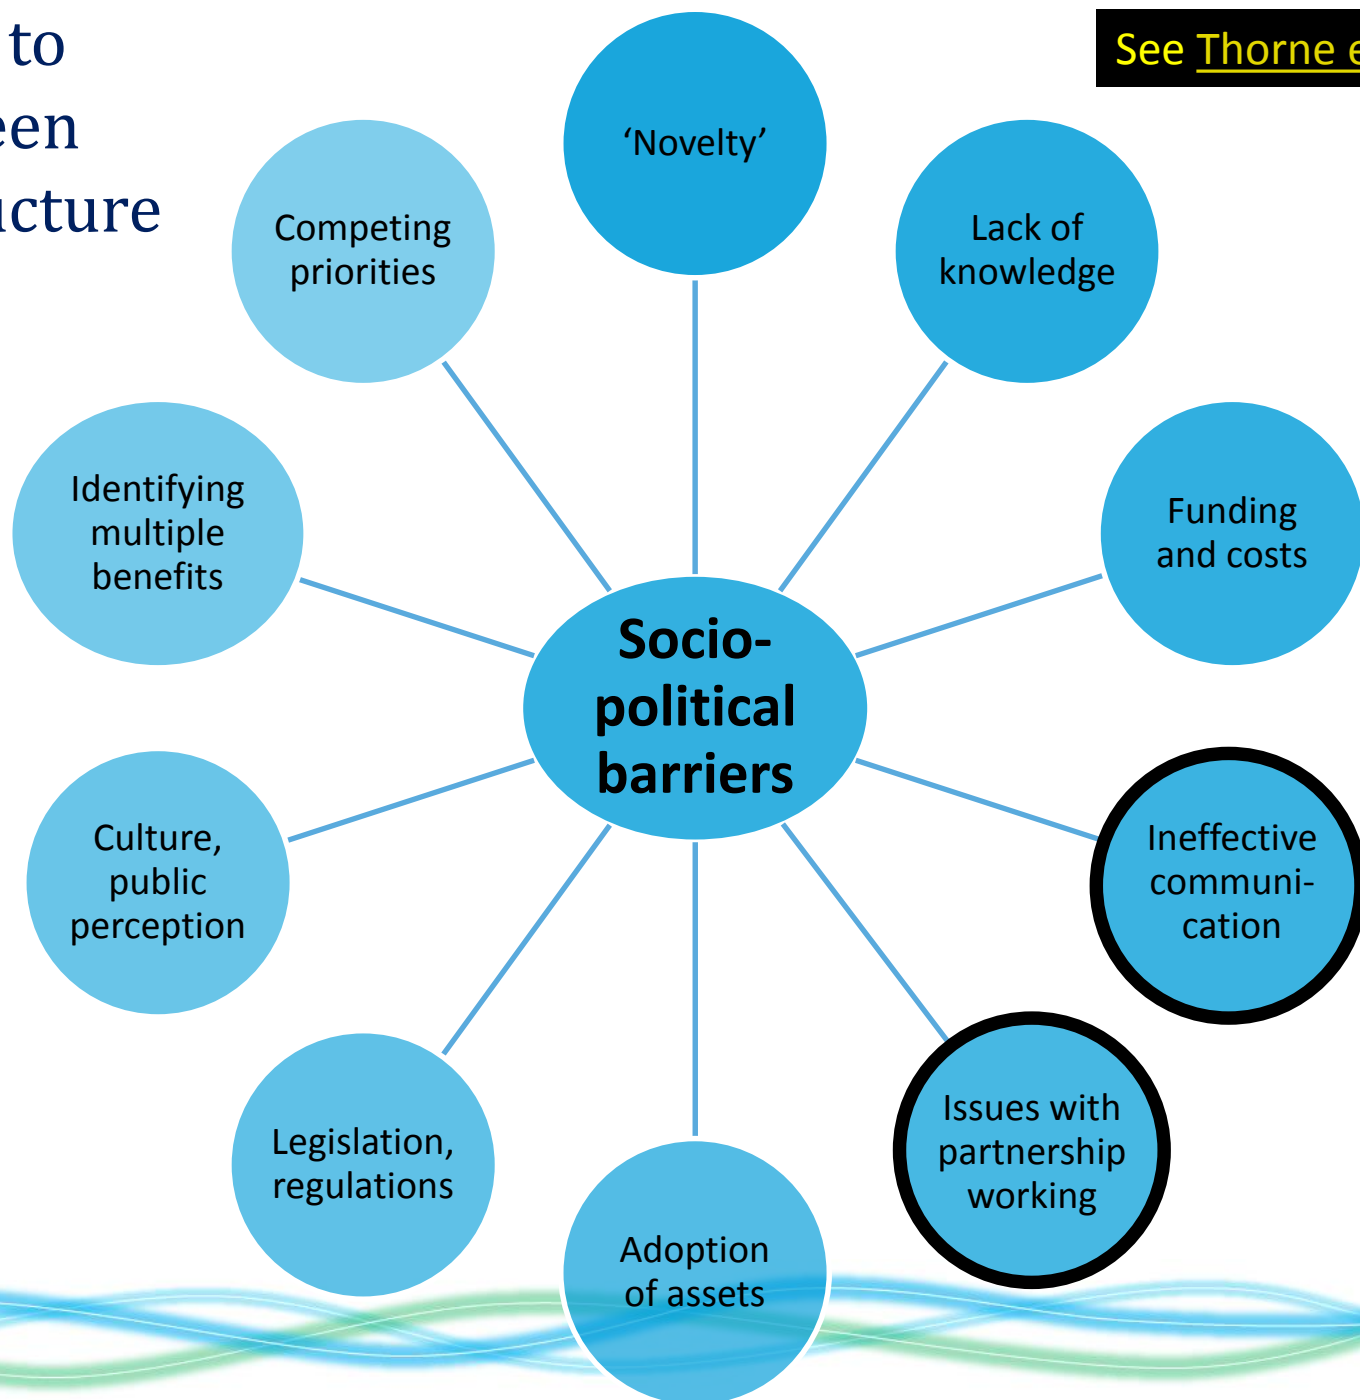 to
een
ucture
See Thorne e
‘Novelty’
Lack of
knowledge
Funding
and costs
Ineffective
communi-
cation
Issues with
partnership
working
Adoption
of assets
Legislation,
regulations
Culture,
public
perception
Identifying
multiple
benefits
Competing
priorities
Socio-
political
barriers